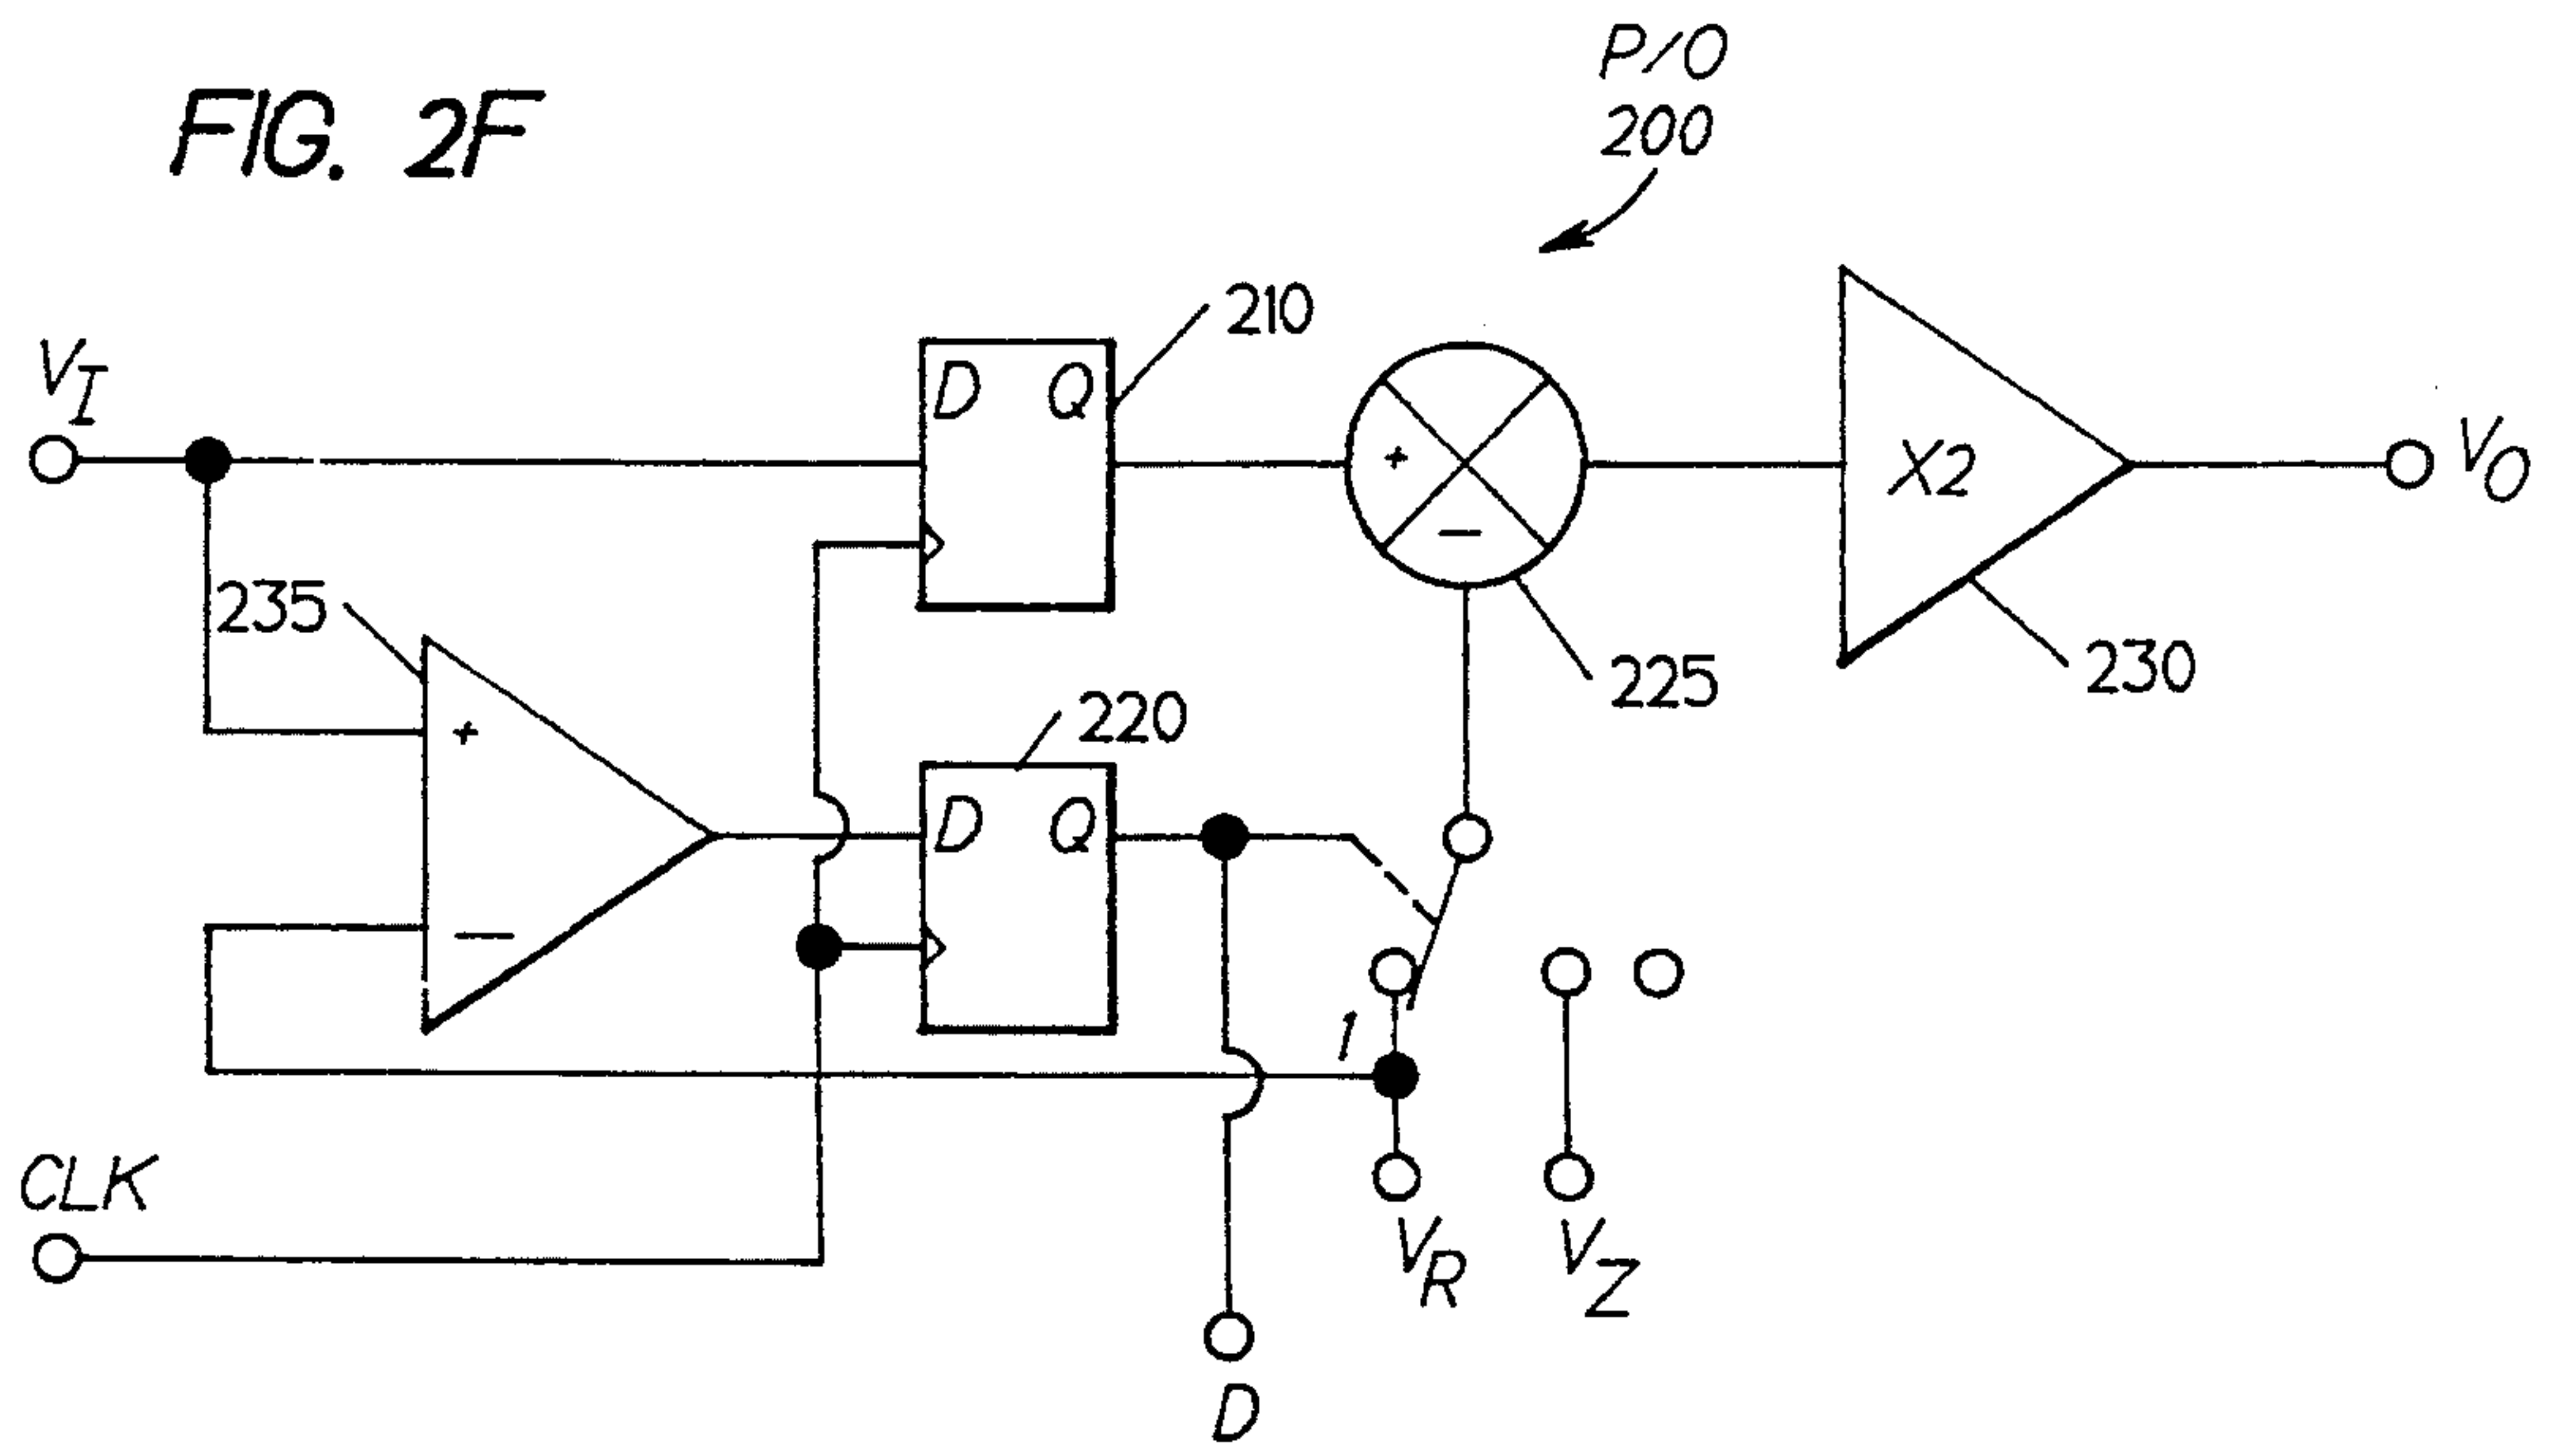 FIG. 2F
P/O
200
210
V_I
D Q
+
−
X2
V_O
235
+
−
225
230
220
D Q
1
CLK
V_R
V_Z
D